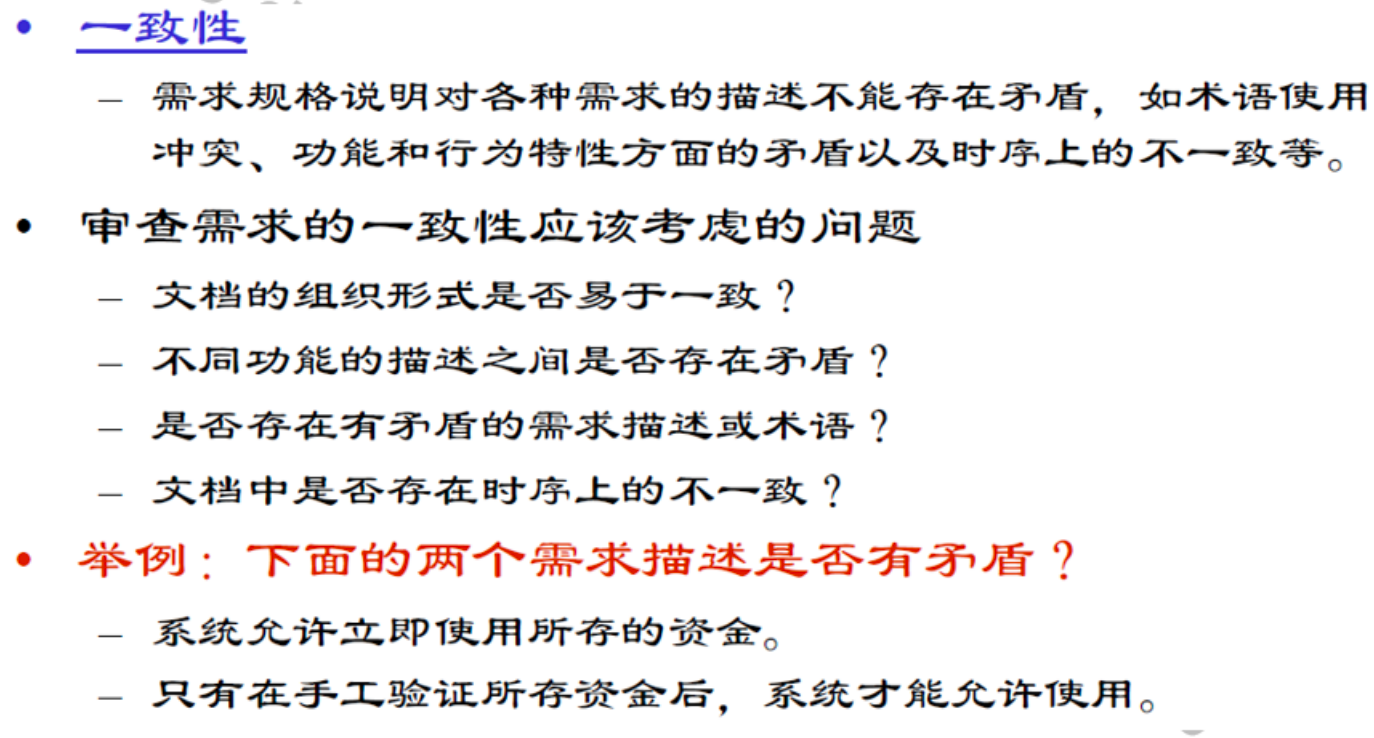 • 一致性
– 需求规格说明对各种需求的描述不能存在矛盾，如术语使用
冲突、功能和行为特性方面的矛盾以及时序上的不一致等。
• 审查需求的一致性应该考虑的问题
– 文档的组织形式是否易于一致？
– 不同功能的描述之间是否存在矛盾？
– 是否存在有矛盾的需求描述或术语？
– 文档中是否存在时序上的不一致？
• 举例：下面的两个需求描述是否有矛盾？
– 系统允许立即使用所存的资金。
– 只有在手工验证所存资金后，系统才能允许使用。